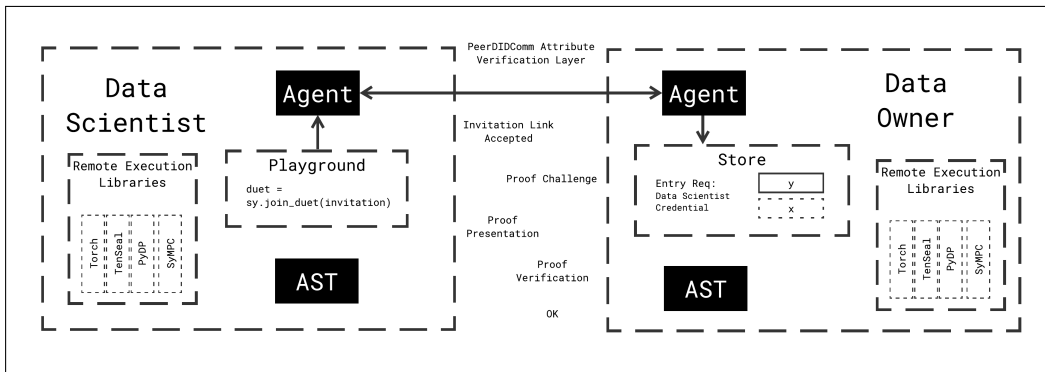 PeerDIDComm Attribute
Verification Layer
Data
Scientist
Agent
Agent
Data
Owner
Invitation Link
Accepted
Remote Execution
Libraries
Playground
duet =
sy.join_duet(invitation)
Torch
TenSeal
PyDP
SyMPC
AST
Proof Challenge
Proof
Presentation
Proof
Verification
OK
Store
Entry Req:
Data Scientist
Credential
y
x
AST
Remote Execution
Libraries
Torch
TenSeal
PyDP
SyMPC